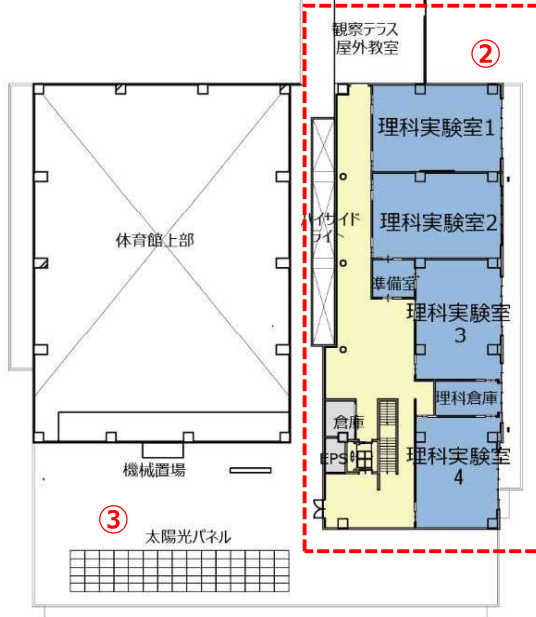 観察テラス
屋外教室
②
理科実験室1
ハイサイド
ライト
理科実験室2
体育館上部
準備室
理科実験室
3
理科倉庫
倉庫
EPS
理科実験室
4
機械置場
③
太陽光パネル